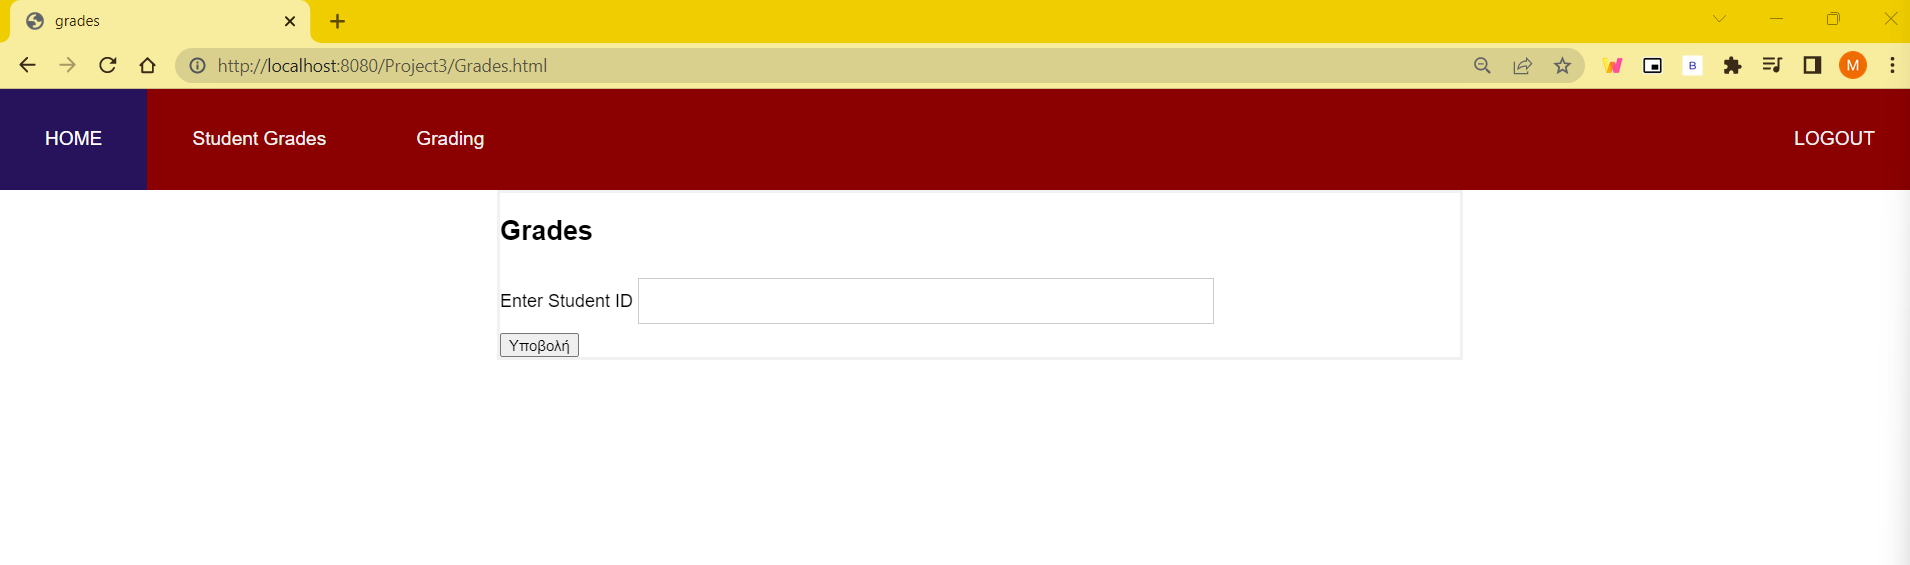 grades
http://localhost:8080/Project3/Grades.html
B
M
HOME Student Grades Grading LOGOUT
Grades
Enter Student ID
Υποβολή